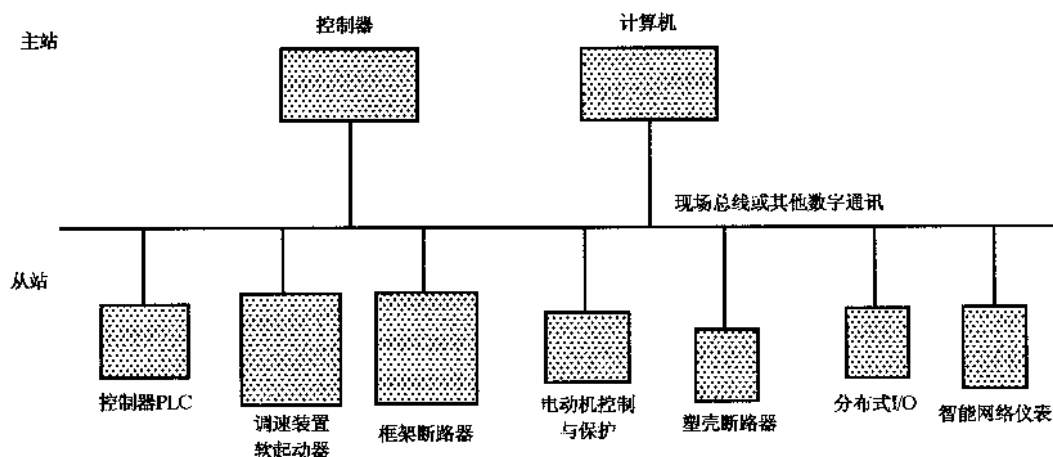 控制器
计算机
主站
现场总线或其他数字通讯
从站
控制器PLC
调速装置
软起动器
框架断路器
电动机控制
与保护
塑壳断路器
分布式I/O
智能网络仪表